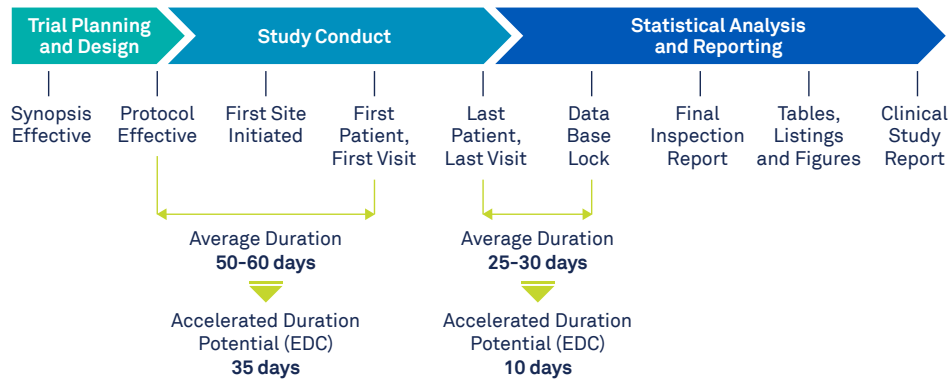 Trial Planning
and Design
Study Conduct
Statistical Analysis
and Reporting
Synopsis
Effective
Protocol
Effective
First Site
Initiated
First
Patient,
First Visit
Last
Patient,
Last Visit
Data
Base
Lock
Final
Inspection
Report
Tables,
Listings
and Figures
Clinical
Study
Report
Average Duration
50-60 days
Accelerated Duration
Potential (EDC)
35 days
Average Duration
25-30 days
Accelerated Duration
Potential (EDC)
10 days